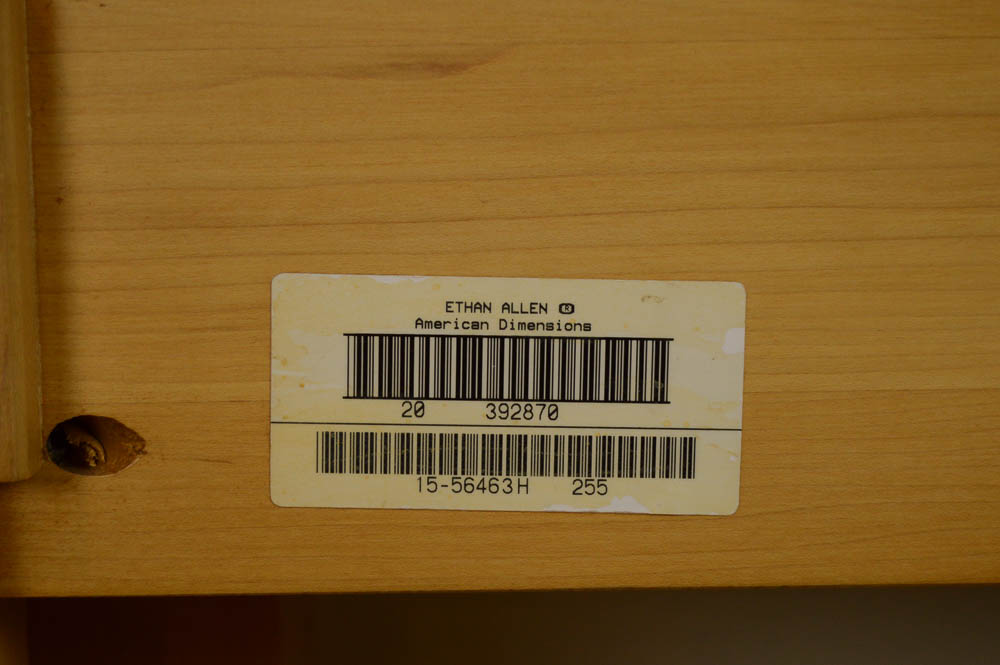 ETHAN ALLEN ®
American Dimensions
20 392870
15-56463H 255